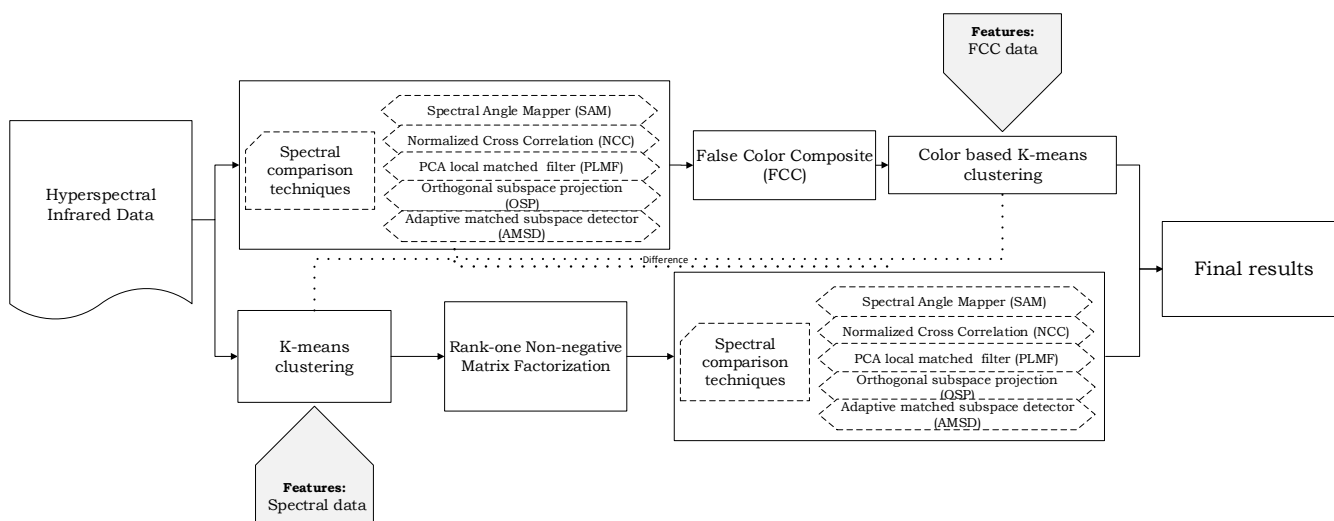 Features:
FCC data
Hyperspectral
Infrared Data
Spectral
comparison
techniques
Spectral Angle Mapper (SAM)
Normalized Cross Correlation (NCC)
PCA local matched filter (PLMF)
Orthogonal subspace projection
(OSP)
Adaptive matched subspace detector
(AMSD)
False Color Composite
(FCC)
Color based K-means
clustering
Difference
Final results
K-means
clustering
Rank-one Non-negative
Matrix Factorization
Spectral
comparison
techniques
Spectral Angle Mapper (SAM)
Normalized Cross Correlation (NCC)
PCA local matched filter (PLMF)
Orthogonal subspace projection
(OSP)
Adaptive matched subspace detector
(AMSD)
Features:
Spectral data